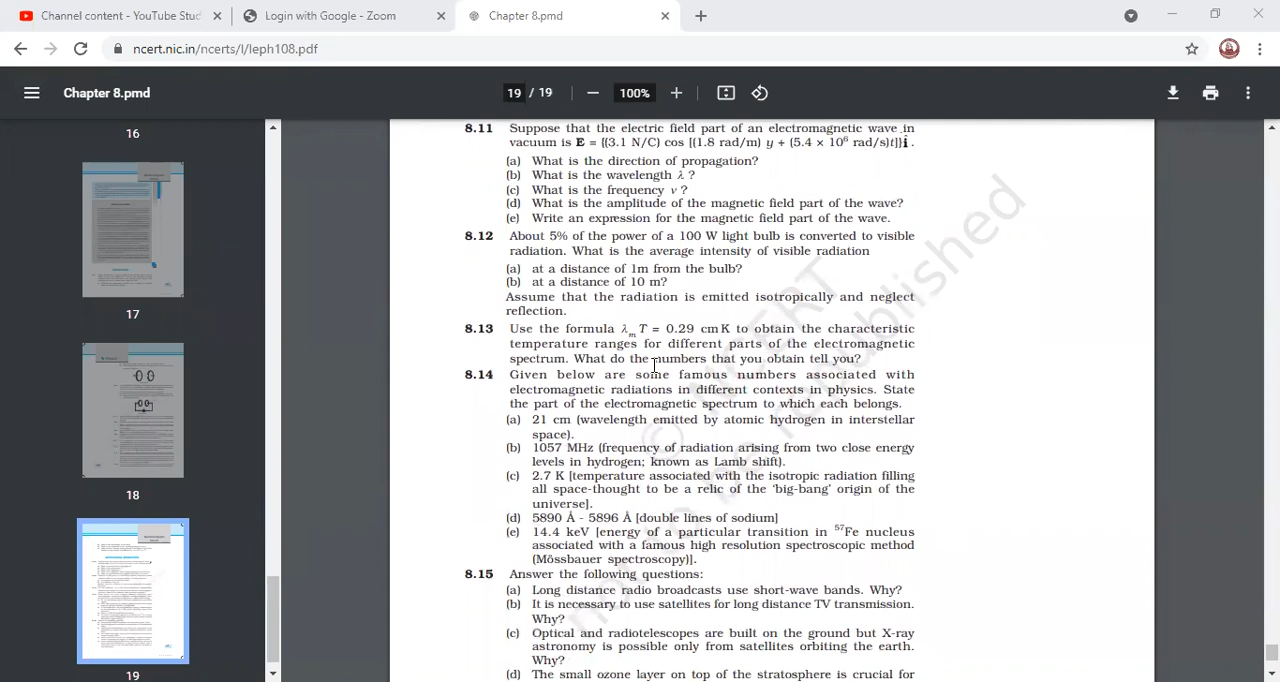 Channel content - YouTube Stud
Login with Google - Zoom
Chapter 8.pmd
ncert.nic.in/ncerts/l/leph108.pdf
Chapter 8.pmd
19 / 19
100%
16
17
18
19
8.11 Suppose that the electric field part of an electromagnetic wave in
vacuum is E = {(3.1 N/C) cos [(1.8 rad/m) y + (5.4 × 10⁶ rad/s)t]}î .
(a) What is the direction of propagation?
(b) What is the wavelength λ ?
(c) What is the frequency ν ?
(d) What is the amplitude of the magnetic field part of the wave?
(e) Write an expression for the magnetic field part of the wave.
8.12 About 5% of the power of a 100 W light bulb is converted to visible
radiation. What is the average intensity of visible radiation
(a) at a distance of 1m from the bulb?
(b) at a distance of 10 m?
Assume that the radiation is emitted isotropically and neglect
reflection.
8.13 Use the formula λₘ T = 0.29 cm K to obtain the characteristic
temperature ranges for different parts of the electromagnetic
spectrum. What do the numbers that you obtain tell you?
8.14 Given below are some famous numbers associated with
electromagnetic radiations in different contexts in physics. State
the part of the electromagnetic spectrum to which each belongs.
(a) 21 cm (wavelength emitted by atomic hydrogen in interstellar
space).
(b) 1057 MHz (frequency of radiation arising from two close energy
levels in hydrogen; known as Lamb shift).
(c) 2.7 K [temperature associated with the isotropic radiation filling
all space-thought to be a relic of the 'big-bang' origin of the
universe].
(d) 5890 Å - 5896 Å [double lines of sodium]
(e) 14.4 keV [energy of a particular transition in ⁵⁷Fe nucleus
associated with a famous high resolution spectroscopic method
(Mössbauer spectroscopy)].
8.15 Answer the following questions:
(a) Long distance radio broadcasts use short-wave bands. Why?
(b) It is necessary to use satellites for long distance TV transmission.
Why?
(c) Optical and radiotelescopes are built on the ground but X-ray
astronomy is possible only from satellites orbiting the earth.
Why?
(d) The small ozone layer on top of the stratosphere is crucial for